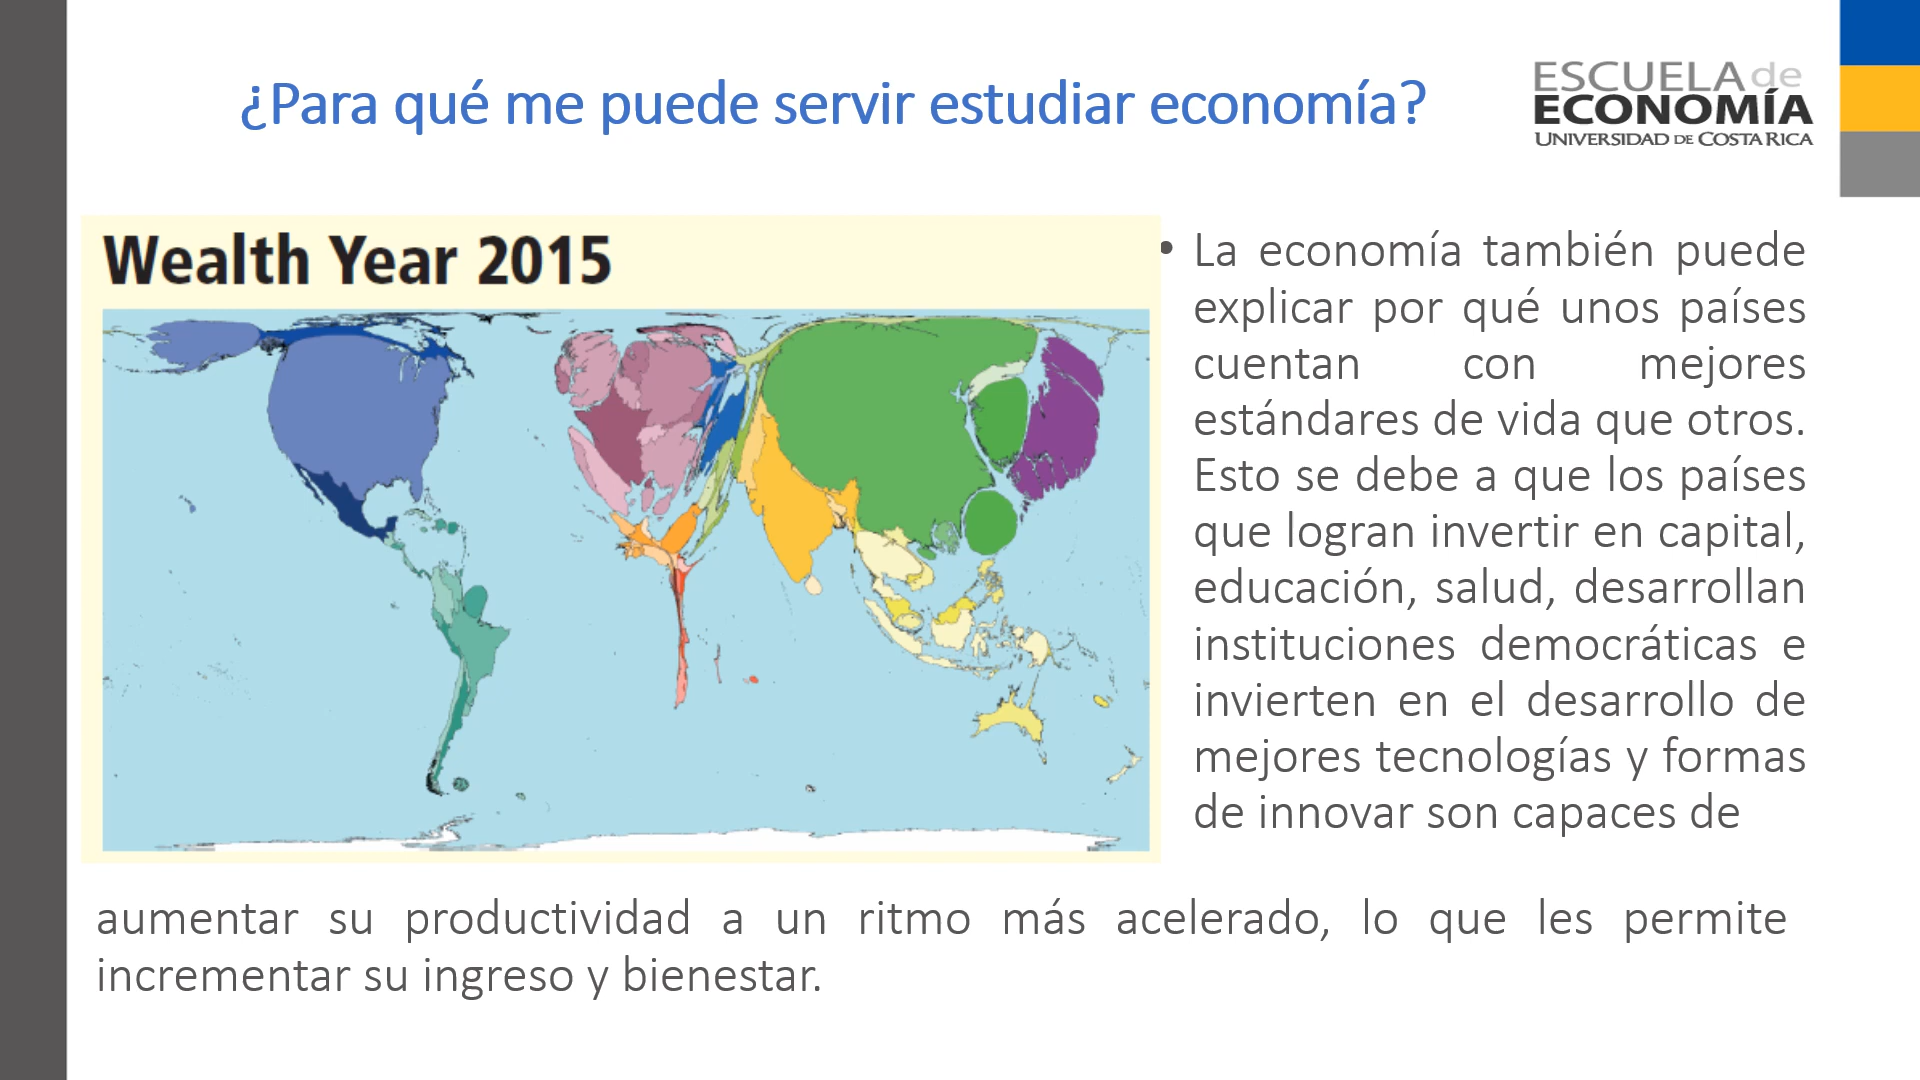 ¿Para qué me puede servir estudiar economía?
ESCUELA de
ECONOMÍA
UNIVERSIDAD DE COSTA RICA
Wealth Year 2015
• La economía también puede
explicar por qué unos países
cuentan con mejores
estándares de vida que otros.
Esto se debe a que los países
que logran invertir en capital,
educación, salud, desarrollan
instituciones democráticas e
invierten en el desarrollo de
mejores tecnologías y formas
de innovar son capaces de
aumentar su productividad a un ritmo más acelerado, lo que les permite
incrementar su ingreso y bienestar.